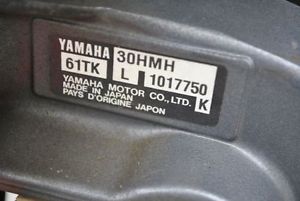 YAMAHA 30HMH
61TK L 1017750 K
YAMAHA MOTOR CO., LTD.
MADE IN JAPAN
PAYS D'ORIGINE JAPON